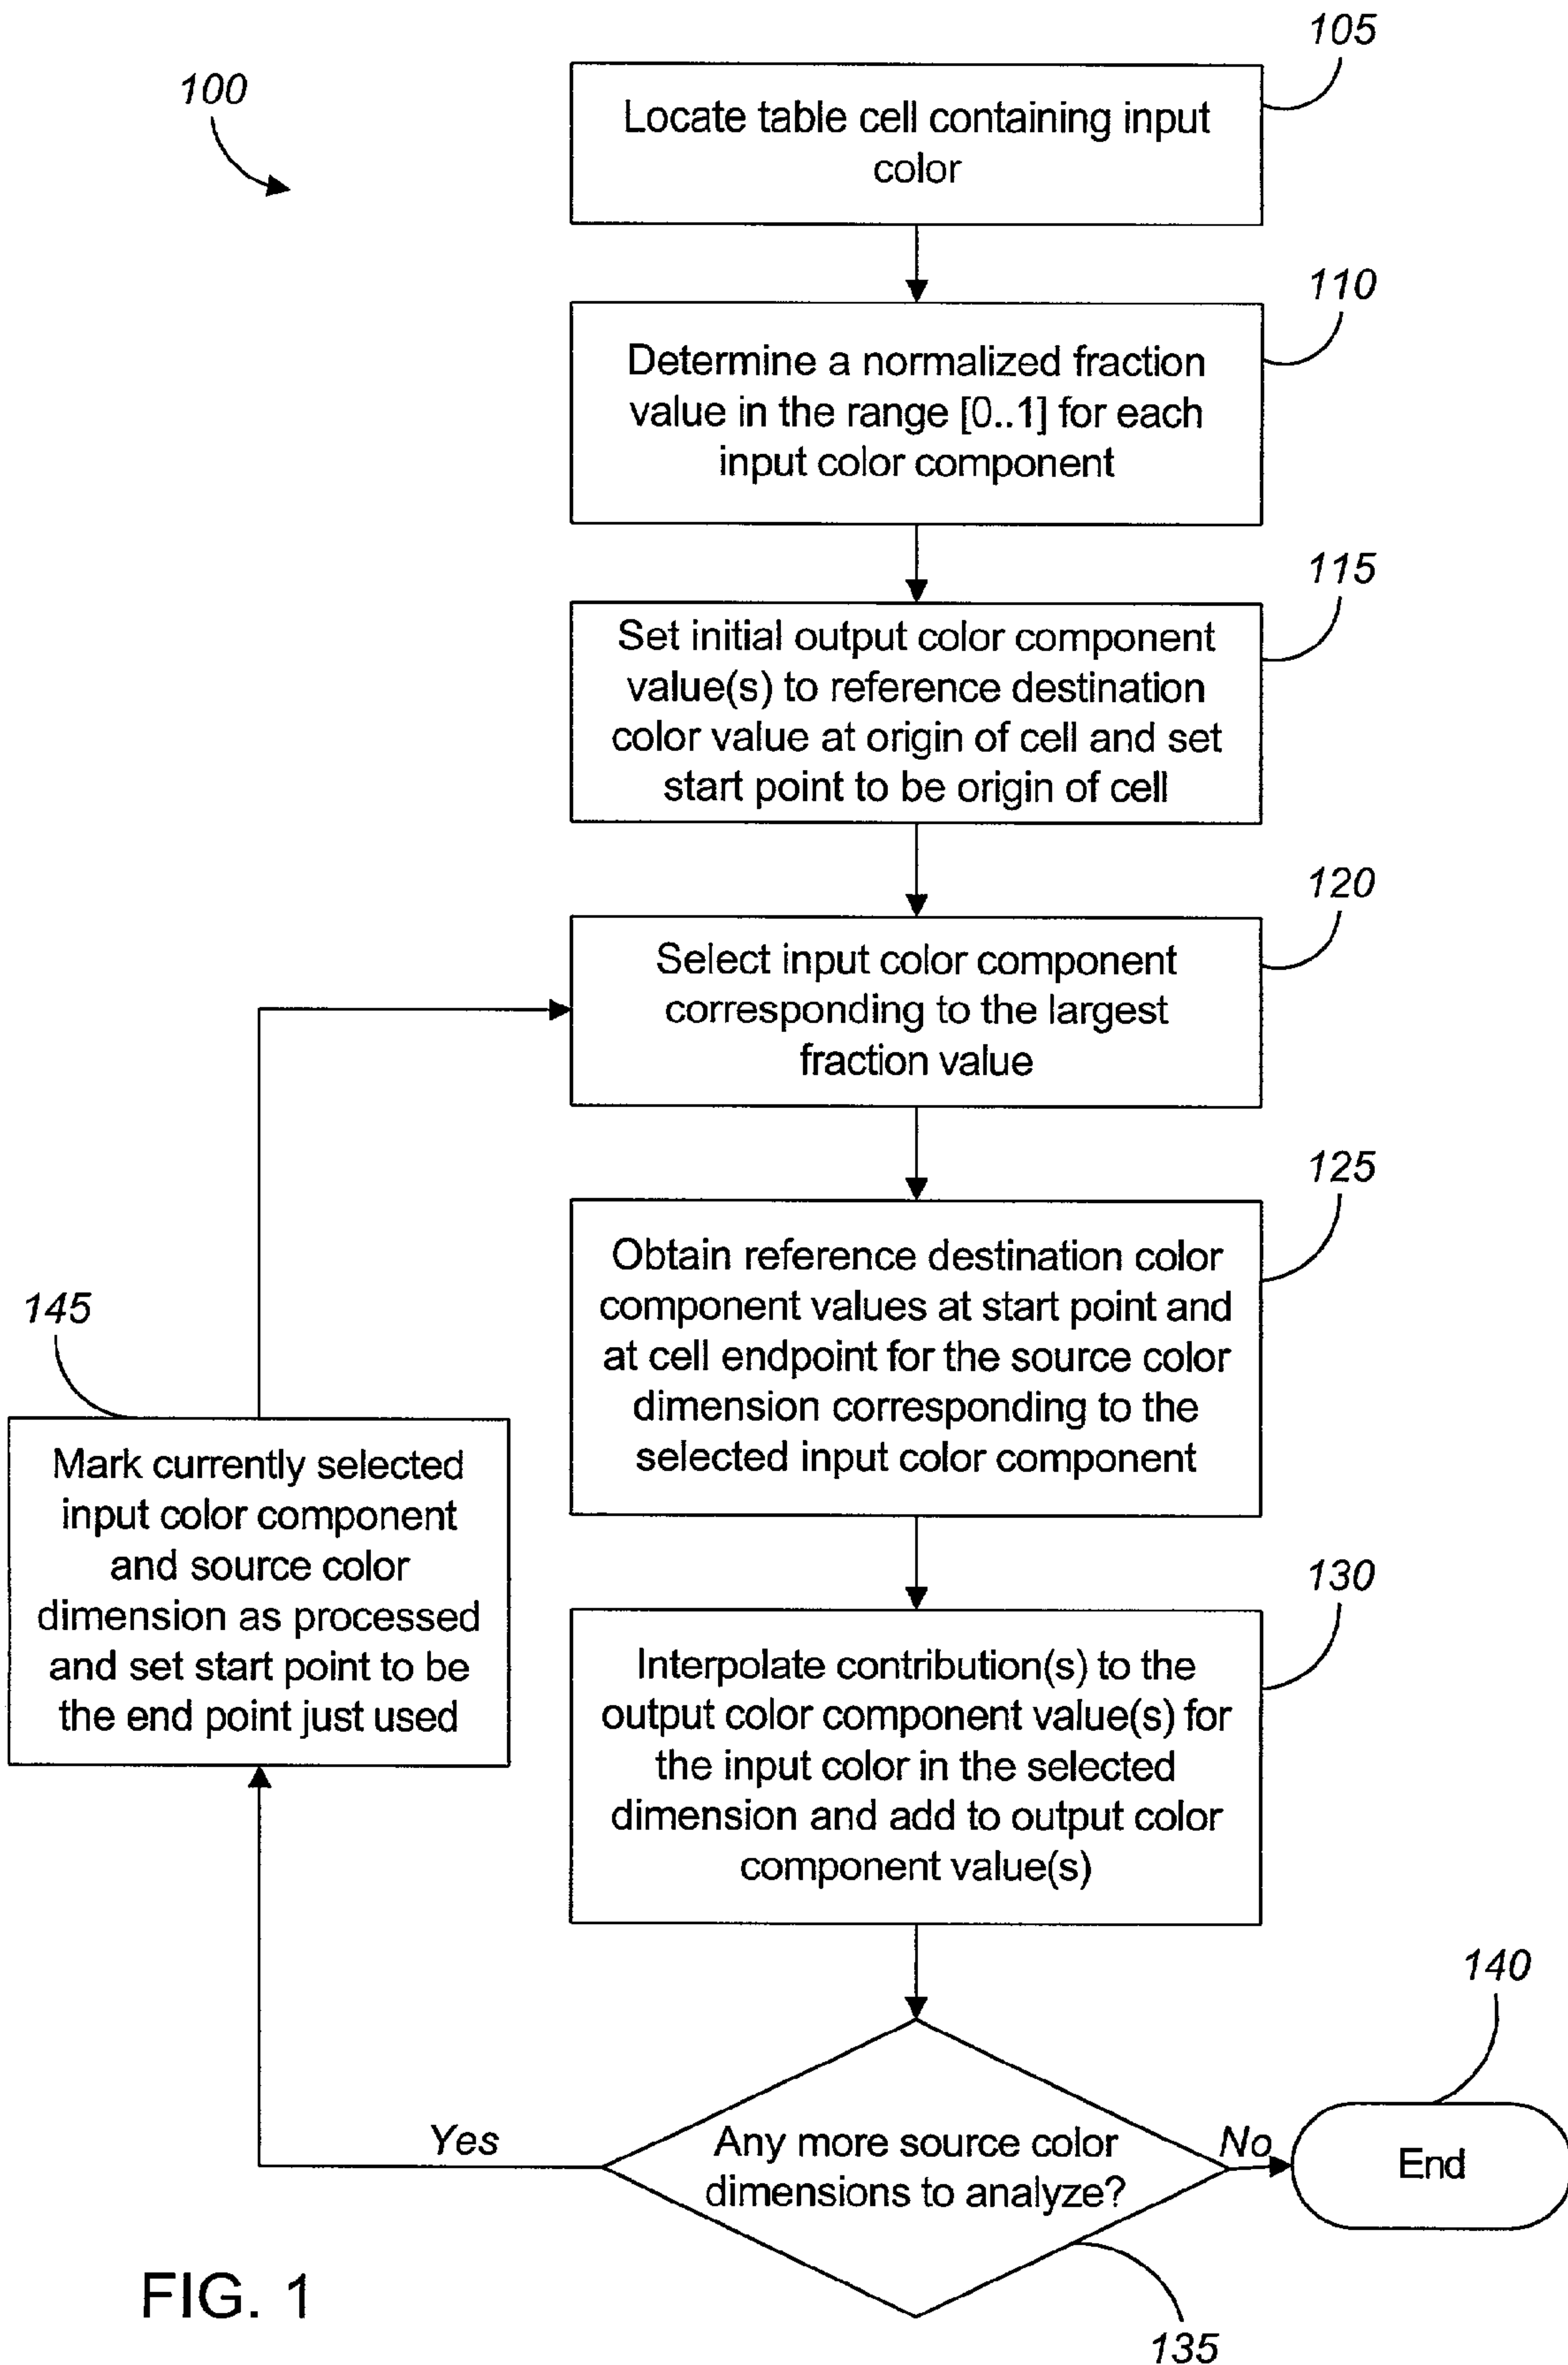 105
100
Locate table cell containing input
color
110
Determine a normalized fraction
value in the range [0..1] for each
input color component
115
Set initial output color component
value(s) to reference destination
color value at origin of cell and set
start point to be origin of cell
120
Select input color component
corresponding to the largest
fraction value
125
Obtain reference destination color
component values at start point and
at cell endpoint for the source color
dimension corresponding to the
selected input color component
145
Mark currently selected
input color component
and source color
dimension as processed
and set start point to be
the end point just used
130
Interpolate contribution(s) to the
output color component value(s) for
the input color in the selected
dimension and add to output color
component value(s)
140
Yes
Any more source color
dimensions to analyze?
No
End
135
FIG. 1